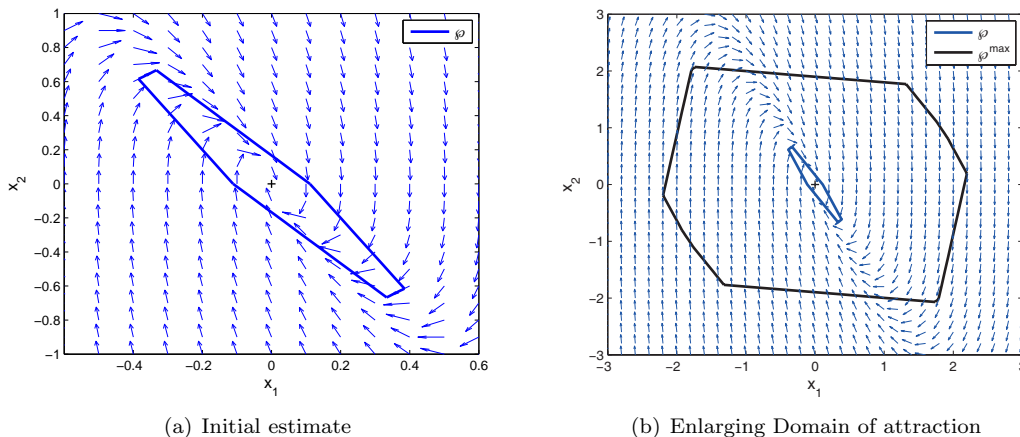 ℘
1
0.8
0.6
0.4
0.2
0
−0.2
−0.4
−0.6
−0.8
−1
x₂
−0.4 −0.2 0 0.2 0.4 0.6
x₁
(a) Initial estimate
℘
℘ᵐᵃˣ
3
2
1
0
−1
−2
−3
x₂
−3 −2 −1 0 1 2 3
x₁
(b) Enlarging Domain of attraction